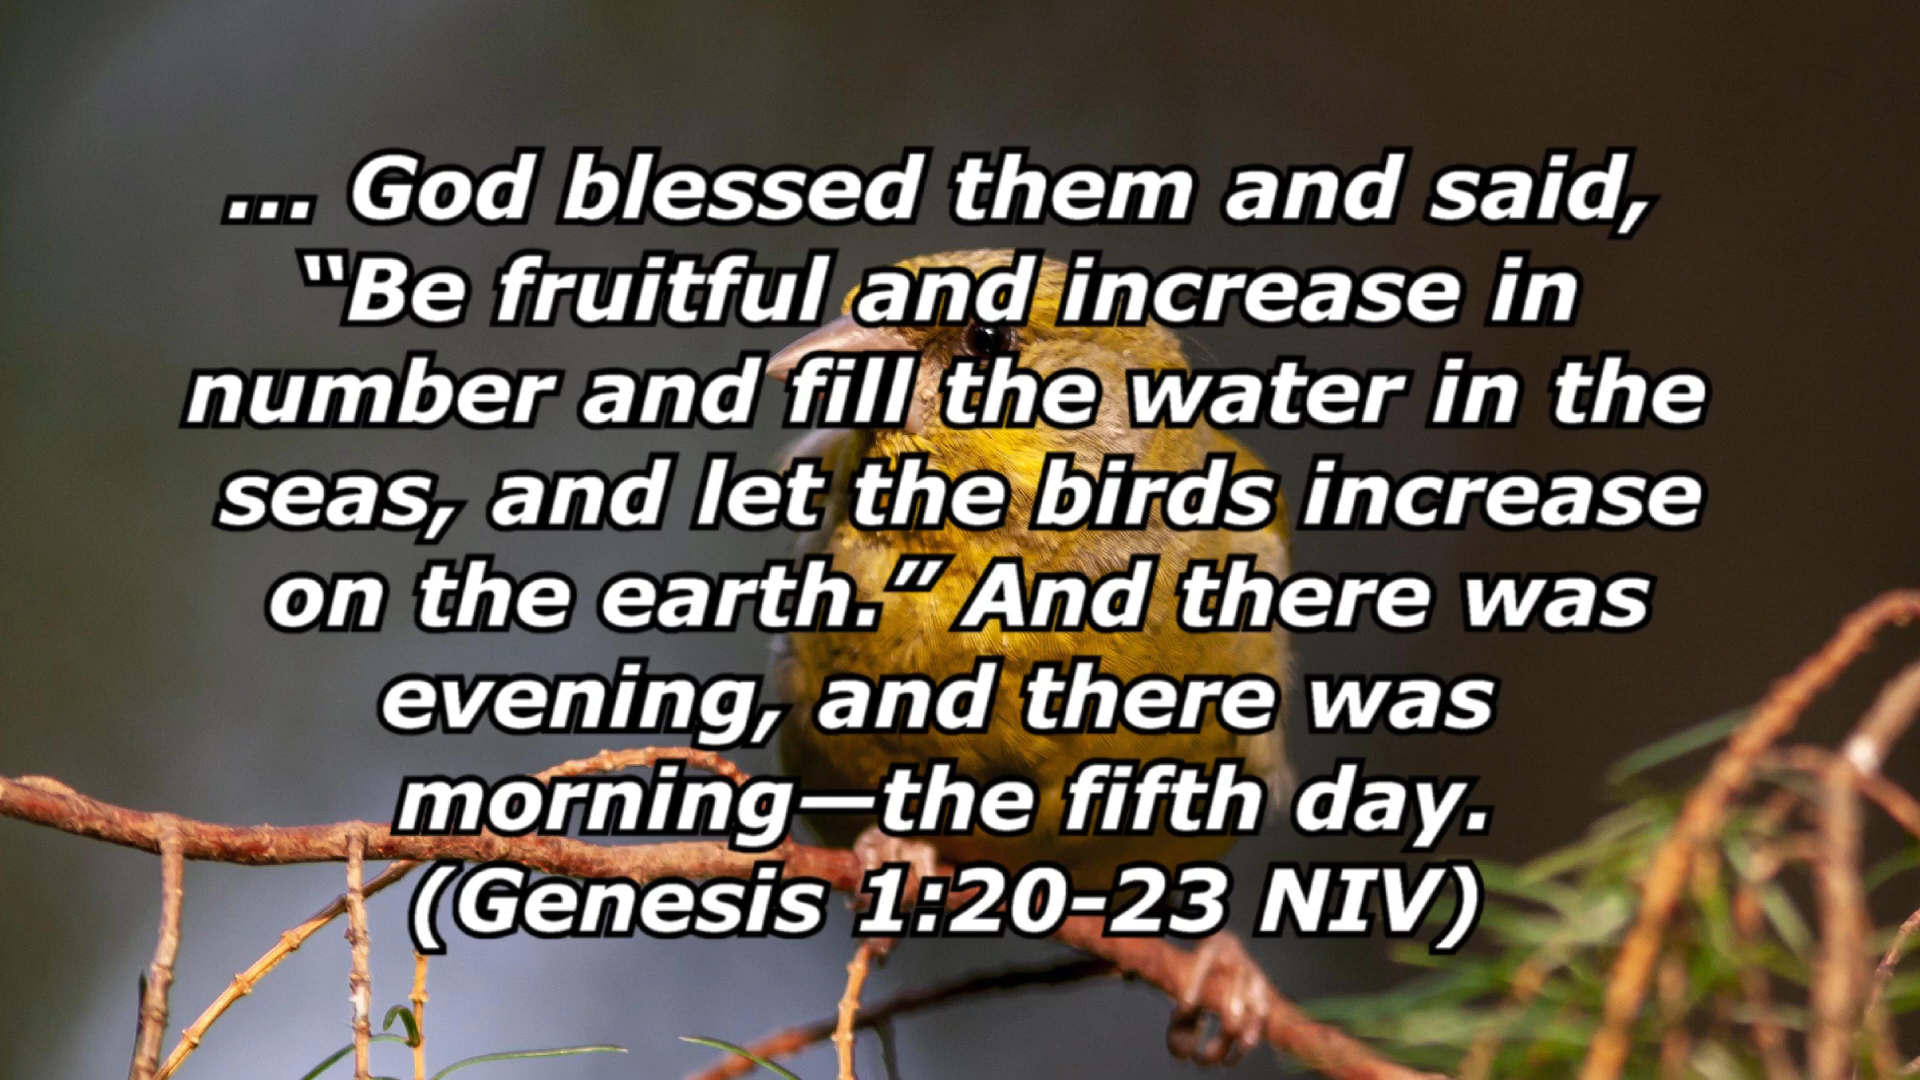 ... God blessed them and said,
“Be fruitful and increase in
number and fill the water in the
seas, and let the birds increase
on the earth.” And there was
evening, and there was
morning—the fifth day.
(Genesis 1:20-23 NIV)